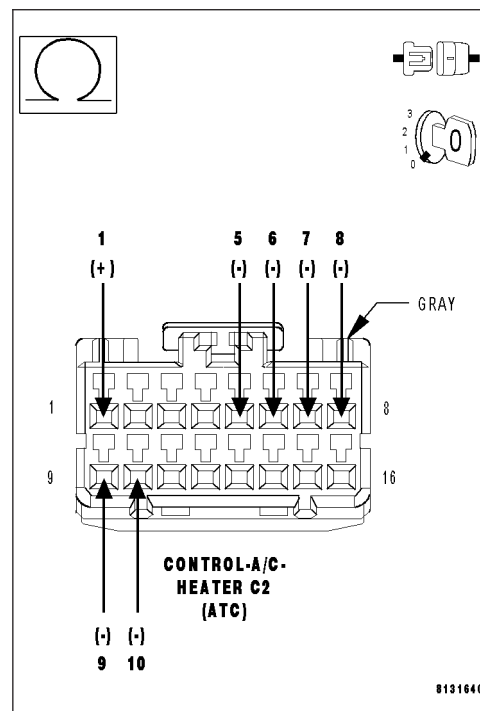 3
2
1
0
0
1 5 6 7 8
(+) (-) (-) (-) (-)
GRAY
1 8
9 16
CONTROL-A/C-
HEATER C2
(ATC)
(-) (-)
9 10
8131640